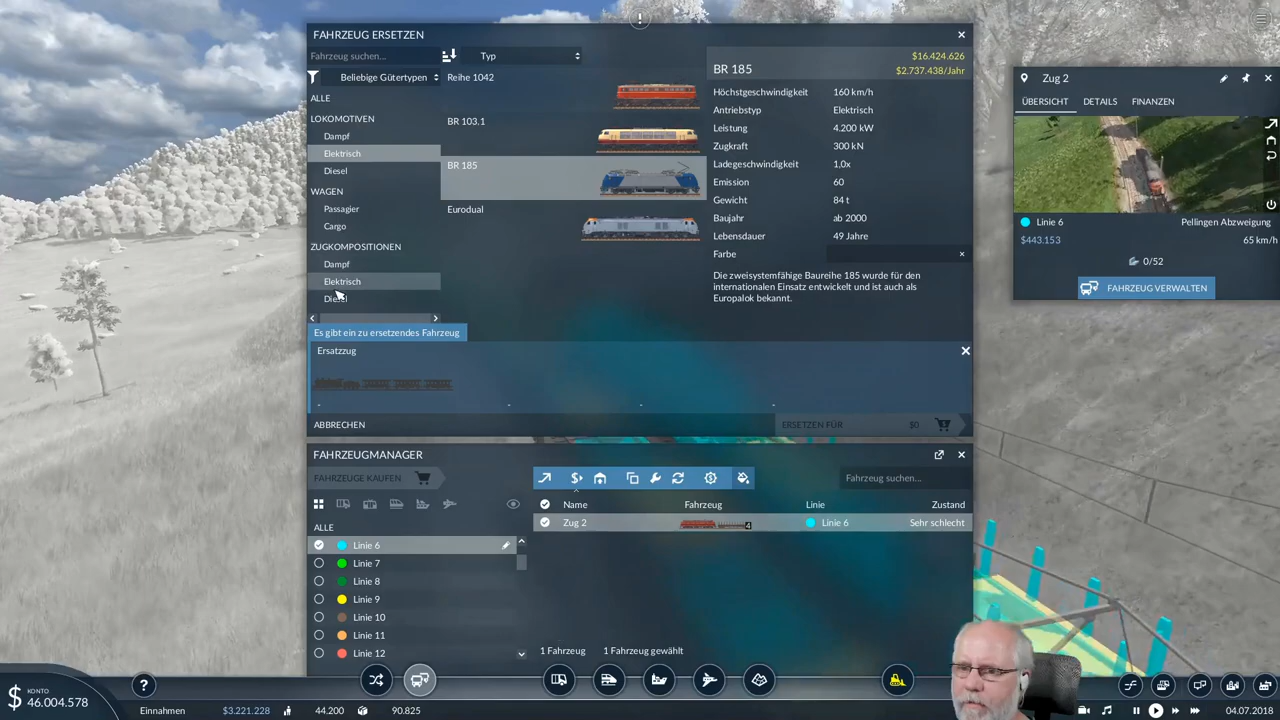 FAHRZEUG ERSETZEN
Fahrzeug suchen...
Typ
Beliebige Gütertypen
ALLE
LOKOMOTIVEN
Dampf
Elektrisch
Diesel
WAGEN
Passagier
Cargo
ZUGKOMPOSITIONEN
Dampf
Elektrisch
Diesel
Reihe 1042
BR 103.1
BR 185
Eurodual
BR 185
$16.424.626
$2.737.438/Jahr
Höchstgeschwindigkeit 160 km/h
Antriebstyp Elektrisch
Leistung 4.200 kW
Zugkraft 300 kN
Ladegeschwindigkeit 1,0x
Emission 60
Gewicht 84 t
Baujahr ab 2000
Lebensdauer 49 Jahre
Farbe
Die zweisystemfähige Baureihe 185 wurde für den
internationalen Einsatz entwickelt und ist auch als
Europalok bekannt.
Es gibt ein zu ersetzendes Fahrzeug
Ersatzzug
- - - -
ABBRECHEN
ERSETZEN FÜR $0
Zug 2
ÜBERSICHT DETAILS FINANZEN
Linie 6 Pellingen Abzweigung
$443.153 65 km/h
0/52
FAHRZEUG VERWALTEN
FAHRZEUGMANAGER
FAHRZEUGE KAUFEN
Fahrzeug suchen...
ALLE
Linie 6
Linie 7
Linie 8
Linie 9
Linie 10
Linie 11
Linie 12
Name Fahrzeug Linie Zustand
Zug 2 4 Linie 6 Sehr schlecht
1 Fahrzeug 1 Fahrzeug gewählt
KONTO
$ 46.004.578
?
Einnahmen $3.221.228 44.200 90.825
04.07.2018